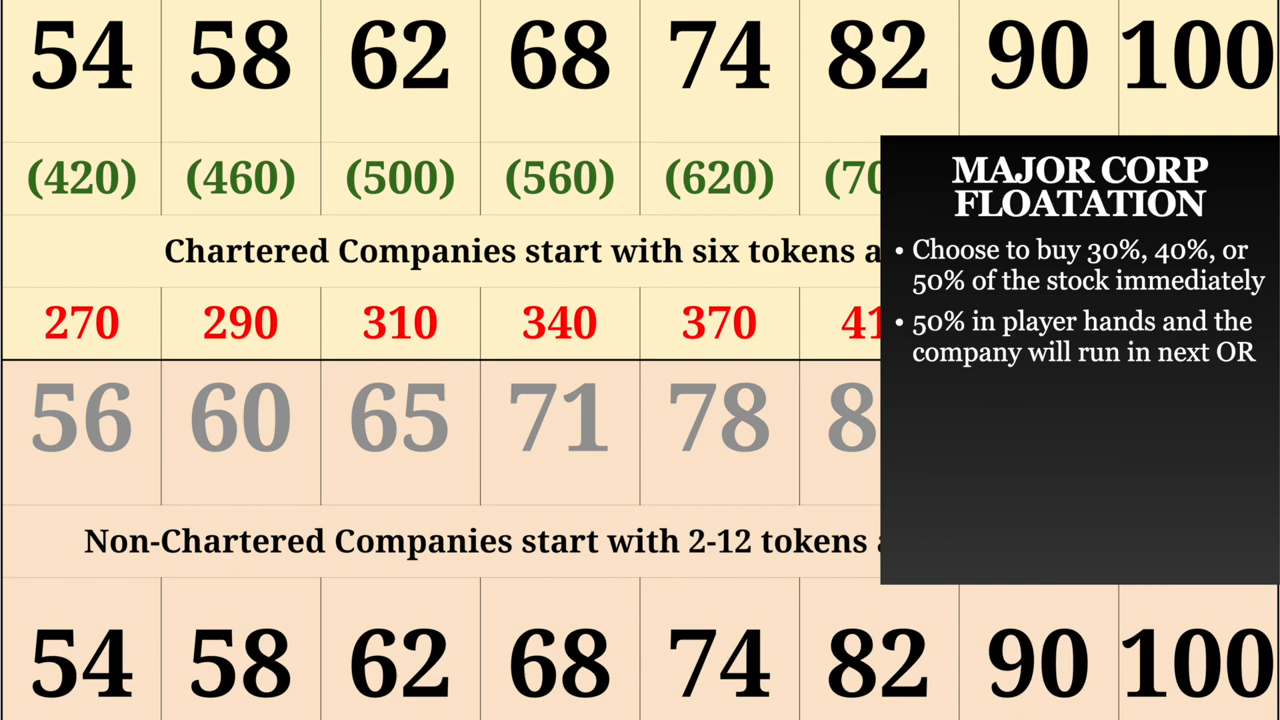 54 58 62 68 74 82 90 100
(420) (460) (500) (560) (620)
Chartered Companies start with six tokens
270 290 310 340 370
56 60 65 71 78
Non-Chartered Companies start with 2-12 tokens
54 58 62 68 74 82 90 100
MAJOR CORP
FLOATATION
• Choose to buy 30%, 40%, or
50% of the stock immediately
• 50% in player hands and the
company will run in next OR